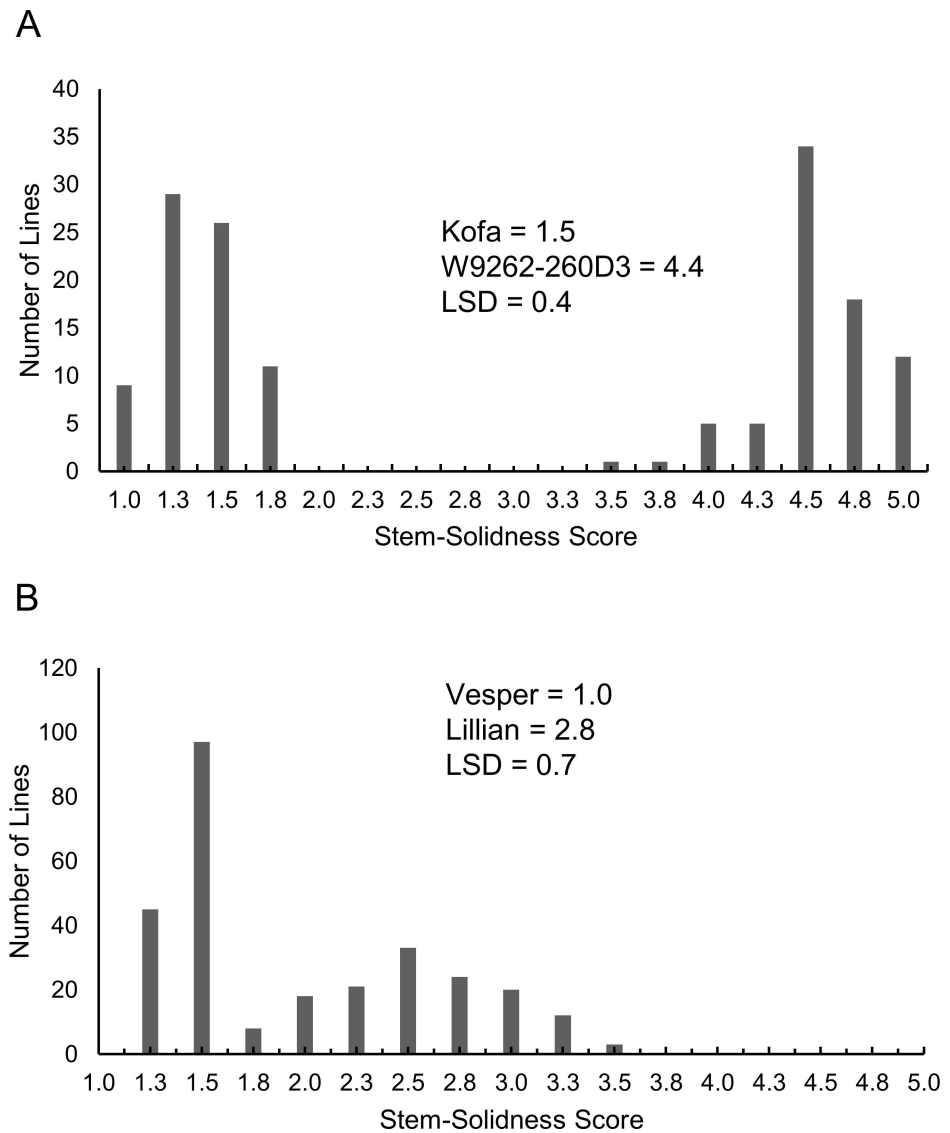 A
40
35
30
25
20
15
10
5
0
Number of Lines
Kofa = 1.5
W9262-260D3 = 4.4
LSD = 0.4
1.0 1.3 1.5 1.8 2.0 2.3 2.5 2.8 3.0 3.3 3.5 3.8 4.0 4.3 4.5 4.8 5.0
Stem-Solidness Score
B
120
100
80
60
40
20
0
Number of Lines
Vesper = 1.0
Lillian = 2.8
LSD = 0.7
1.0 1.3 1.5 1.8 2.0 2.3 2.5 2.8 3.0 3.3 3.5 3.8 4.0 4.3 4.5 4.8 5.0
Stem-Solidness Score